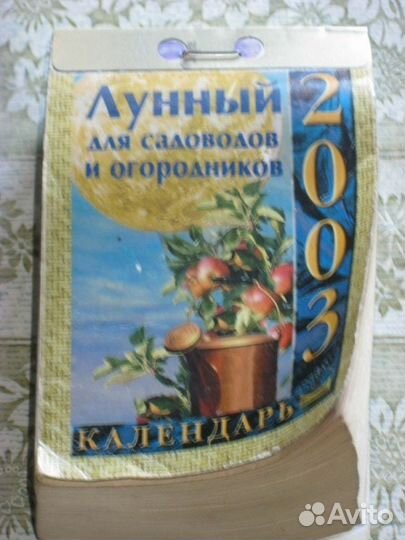 Лунный
для садоводов
и огородников
2003
КАЛЕНДАРЬ
Avito